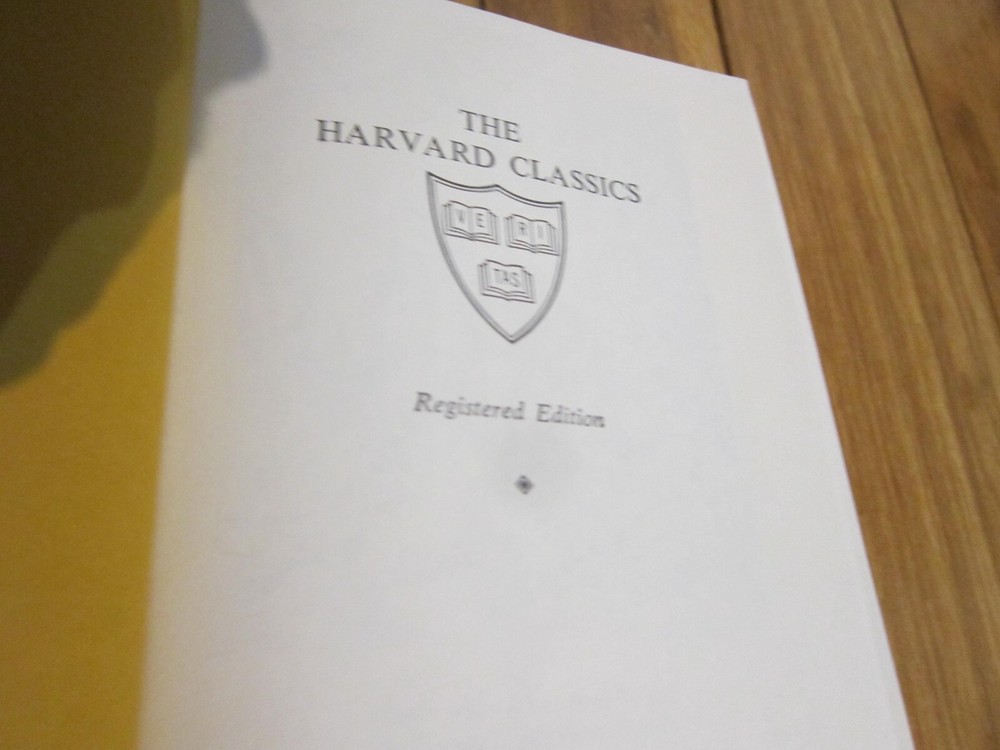 THE
HARVARD CLASSICS
VE RI
TAS
Registered Edition